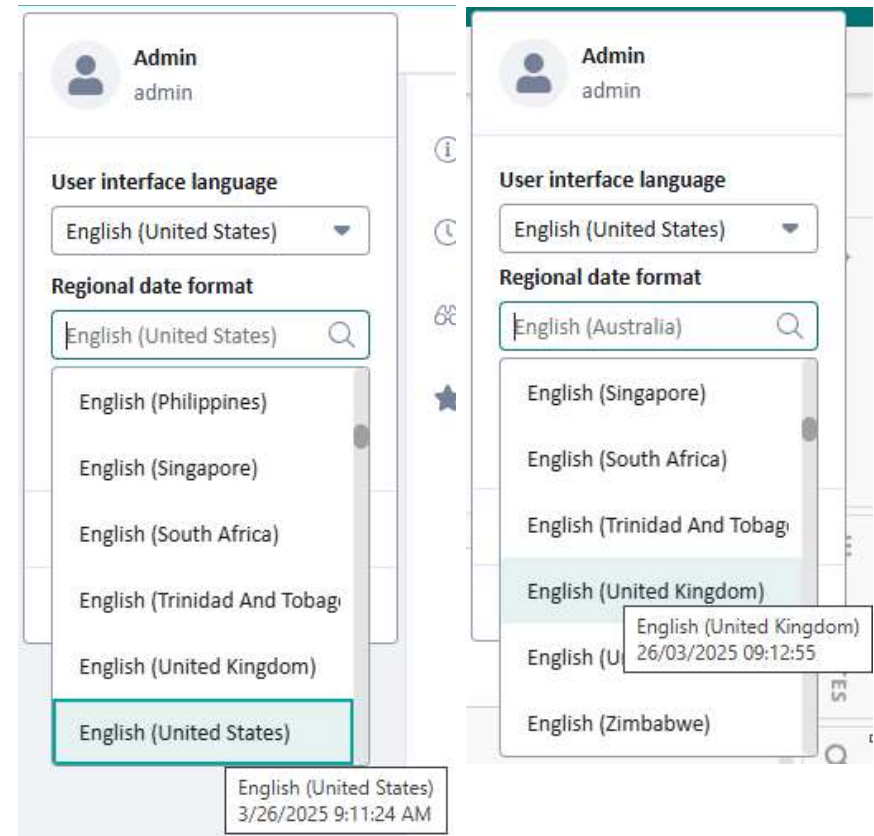 Admin
admin
User interface language
English (United States)
Regional date format
English (United States)
English (Philippines)
English (Singapore)
English (South Africa)
English (Trinidad And Tobag
English (United Kingdom)
English (United States)
English (United States)
3/26/2025 9:11:24 AM
Admin
admin
User interface language
English (United States)
Regional date format
English (Australia)
English (Singapore)
English (South Africa)
English (Trinidad And Tobag
English (United Kingdom)
English (United Kingdom)
26/03/2025 09:12:55
English (U
English (Zimbabwe)